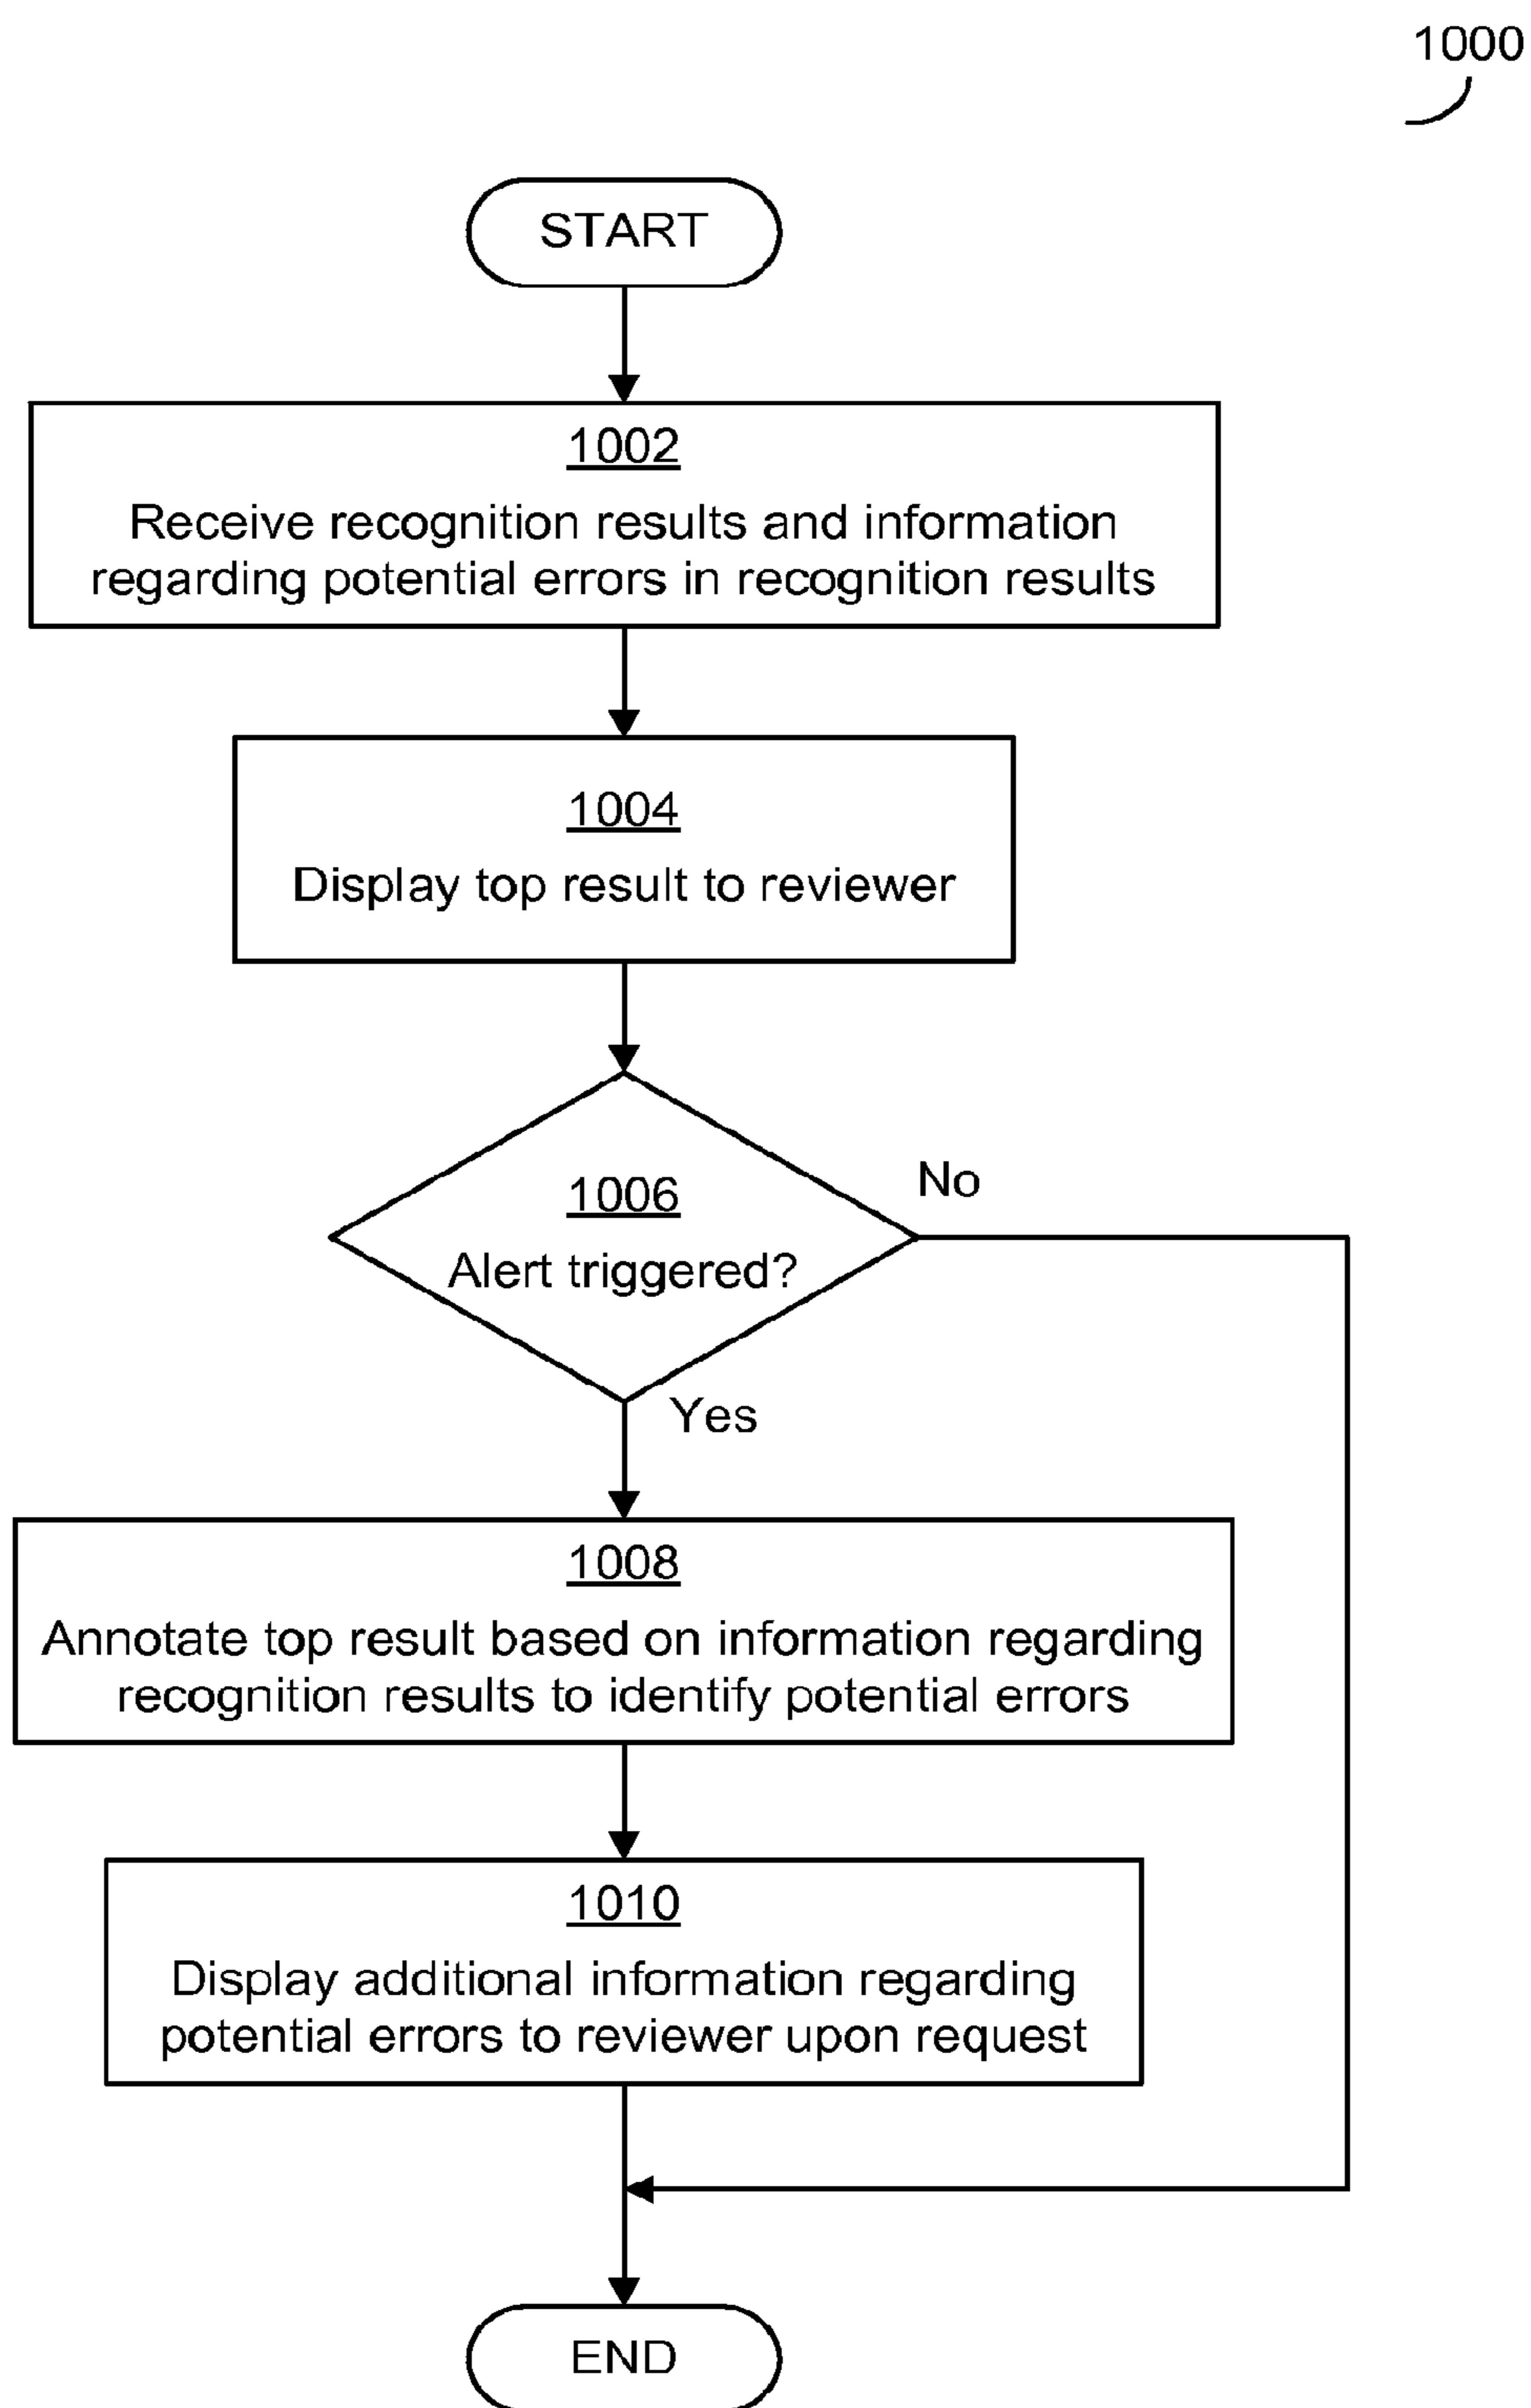 1000
START
1002
Receive recognition results and information
regarding potential errors in recognition results
1004
Display top result to reviewer
1006
Alert triggered?
No
Yes
1008
Annotate top result based on information regarding
recognition results to identify potential errors
1010
Display additional information regarding
potential errors to reviewer upon request
END